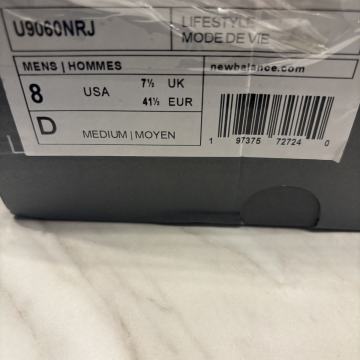 U9060NRJ
LIFESTYLE
MODE DE VIE
MENS | HOMMES
newbalance.com
8 USA 7½ UK
41½ EUR
D MEDIUM | MOYEN
1 97375 72724 0